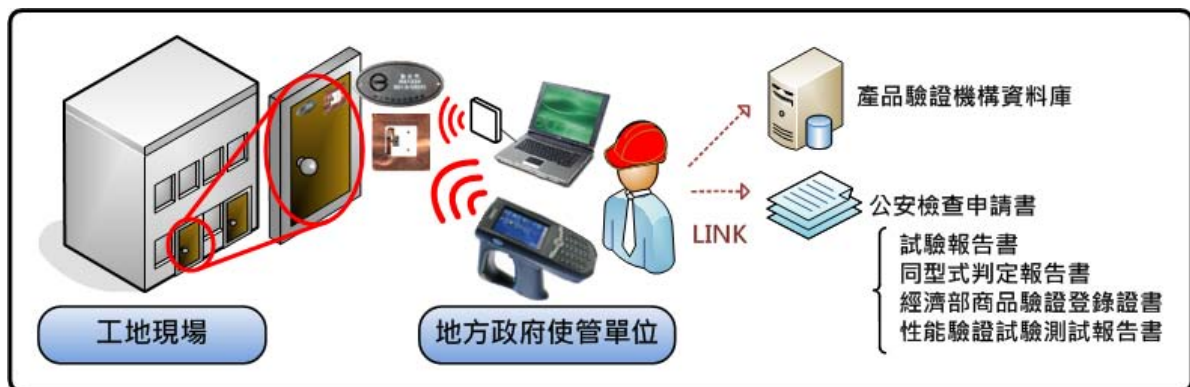 產品驗證機構資料庫
LINK
公安檢查申請書
試驗報告書
同型式判定報告書
經濟部商品驗證登錄證書
性能驗證試驗測試報告書
工地現場
地方政府使管單位